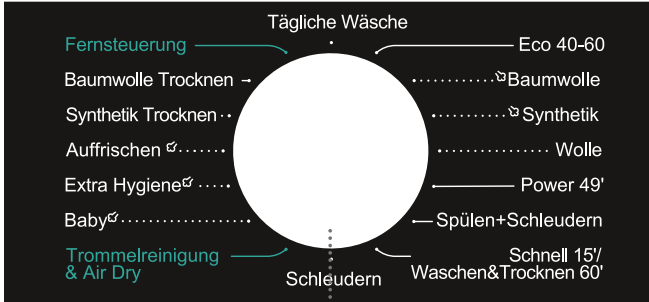 Tägliche Wäsche
Fernsteuerung
Eco 40-60
Baumwolle Trocknen
Baumwolle
Synthetik Trocknen
Synthetik
Auffrischen
Wolle
Extra Hygiene
Power 49'
Baby
Spülen+Schleudern
Trommelreinigung
& Air Dry
Schleudern
Schnell 15'/
Waschen&Trocknen 60'